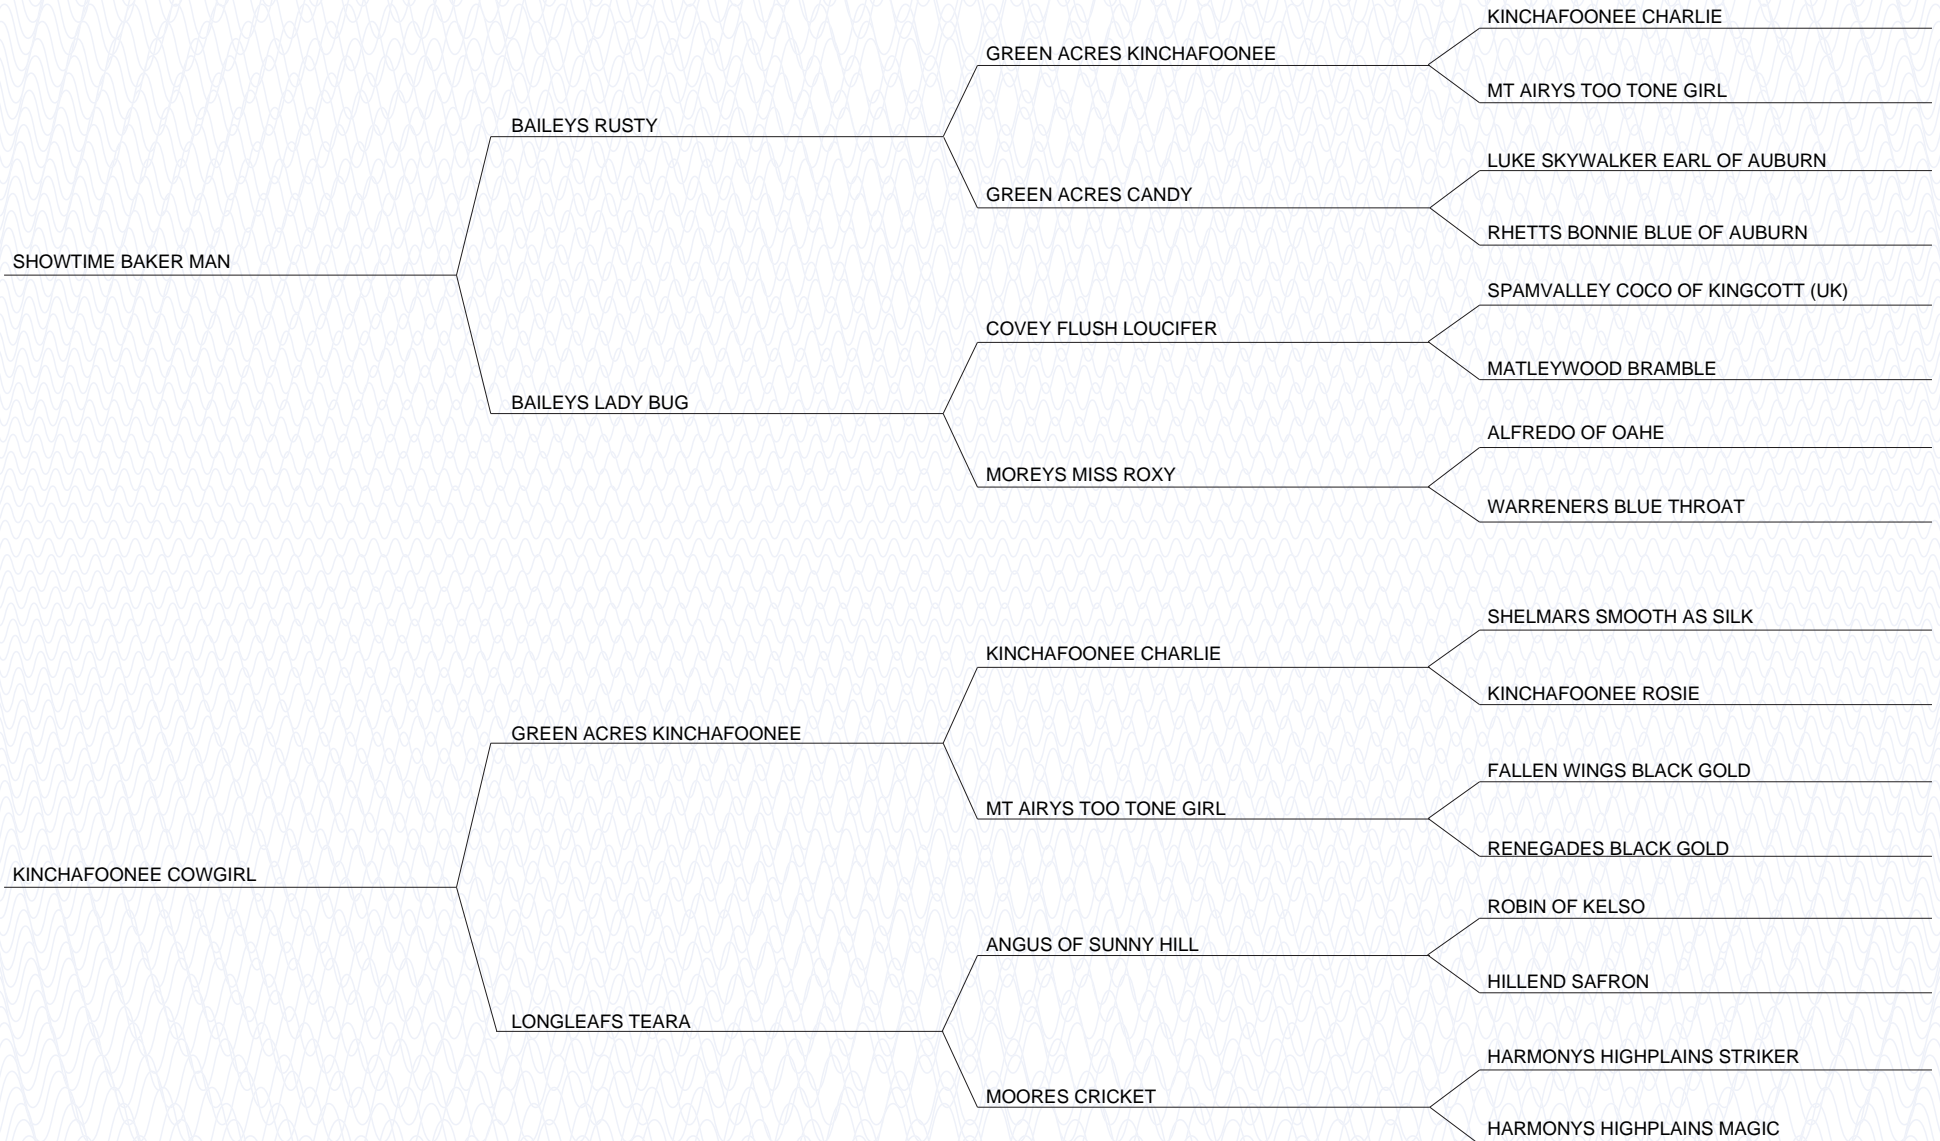 KINCHAFOONEE CHARLIE
GREEN ACRES KINCHAFOONEE
MT AIRYS TOO TONE GIRL
BAILEYS RUSTY
LUKE SKYWALKER EARL OF AUBURN
GREEN ACRES CANDY
RHETTS BONNIE BLUE OF AUBURN
SHOWTIME BAKER MAN
SPAMVALLEY COCO OF KINGCOTT (UK)
COVEY FLUSH LOUCIFER
MATLEYWOOD BRAMBLE
BAILEYS LADY BUG
ALFREDO OF OAHE
MOREYS MISS ROXY
WARRENERS BLUE THROAT
SHELMARS SMOOTH AS SILK
KINCHAFOONEE CHARLIE
KINCHAFOONEE ROSIE
GREEN ACRES KINCHAFOONEE
FALLEN WINGS BLACK GOLD
MT AIRYS TOO TONE GIRL
RENEGADES BLACK GOLD
KINCHAFOONEE COWGIRL
ROBIN OF KELSO
ANGUS OF SUNNY HILL
HILLEND SAFRON
LONGLEAFS TEARA
HARMONYS HIGHPLAINS STRIKER
MOORES CRICKET
HARMONYS HIGHPLAINS MAGIC